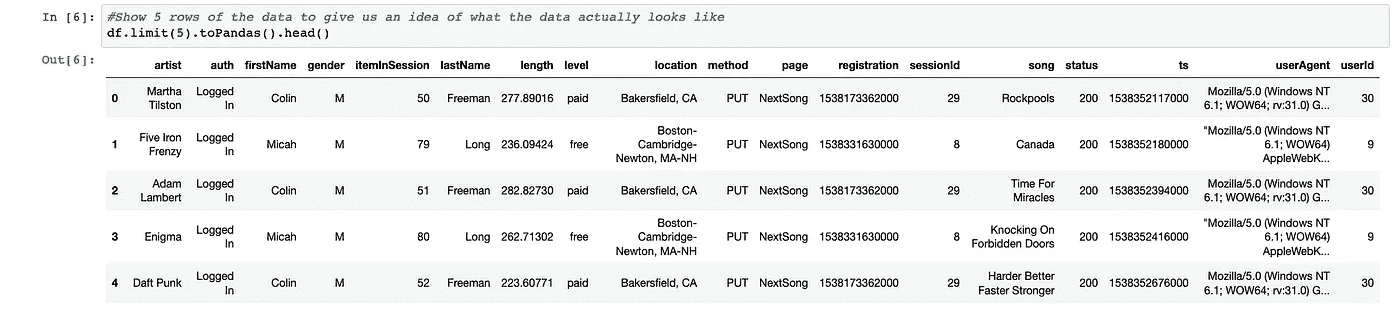 In [6]: #Show 5 rows of the data to give us an idea of what the data actually looks like
df.limit(5).toPandas().head()
Out[6]:
artist auth firstName gender itemInSession lastName length level location method page registration sessionId song status ts userAgent userId
0 Martha Tilston Logged In Colin M 50 Freeman 277.89016 paid Bakersfield, CA PUT NextSong 1538173362000 29 Rockpools 200 1538352117000 Mozilla/5.0 (Windows NT 6.1; WOW64; rv:31.0) G... 30
1 Five Iron Frenzy Logged In Micah M 79 Long 236.09424 free Boston-Cambridge-Newton, MA-NH PUT NextSong 1538331630000 8 Canada 200 1538352180000 "Mozilla/5.0 (Windows NT 6.1; WOW64) AppleWebK... 9
2 Adam Lambert Logged In Colin M 51 Freeman 282.82730 paid Bakersfield, CA PUT NextSong 1538173362000 29 Time For Miracles 200 1538352394000 Mozilla/5.0 (Windows NT 6.1; WOW64; rv:31.0) G... 30
3 Enigma Logged In Micah M 80 Long 262.71302 free Boston-Cambridge-Newton, MA-NH PUT NextSong 1538331630000 8 Knocking On Forbidden Doors 200 1538352416000 "Mozilla/5.0 (Windows NT 6.1; WOW64) AppleWebK... 9
4 Daft Punk Logged In Colin M 52 Freeman 223.60771 paid Bakersfield, CA PUT NextSong 1538173362000 29 Harder Better Faster Stronger 200 1538352676000 Mozilla/5.0 (Windows NT 6.1; WOW64; rv:31.0) G... 30